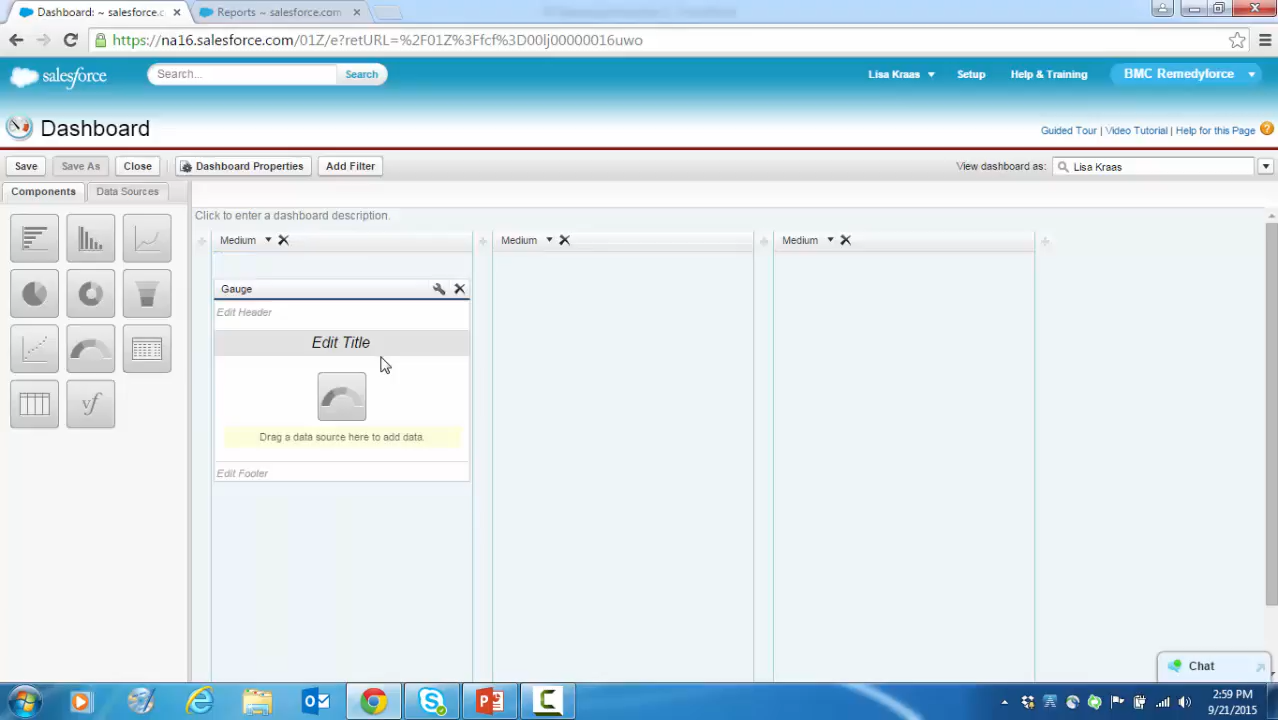 Dashboard: ~ salesforce.c
Reports ~ salesforce.com
https://na16.salesforce.com/01Z/e?retURL=%2F01Z%3Ffcf%3D00lj00000016uwo
salesforce
Search...
Search
Lisa Kraas
Setup
Help & Training
BMC Remedyforce
Dashboard
Guided Tour | Video Tutorial | Help for this Page
Save
Save As
Close
Dashboard Properties
Add Filter
View dashboard as:
Lisa Kraas
Components
Data Sources
Click to enter a dashboard description.
Medium
Medium
Medium
Gauge
Edit Header
Edit Title
Drag a data source here to add data.
Edit Footer
vf
Chat
2:59 PM
9/21/2015